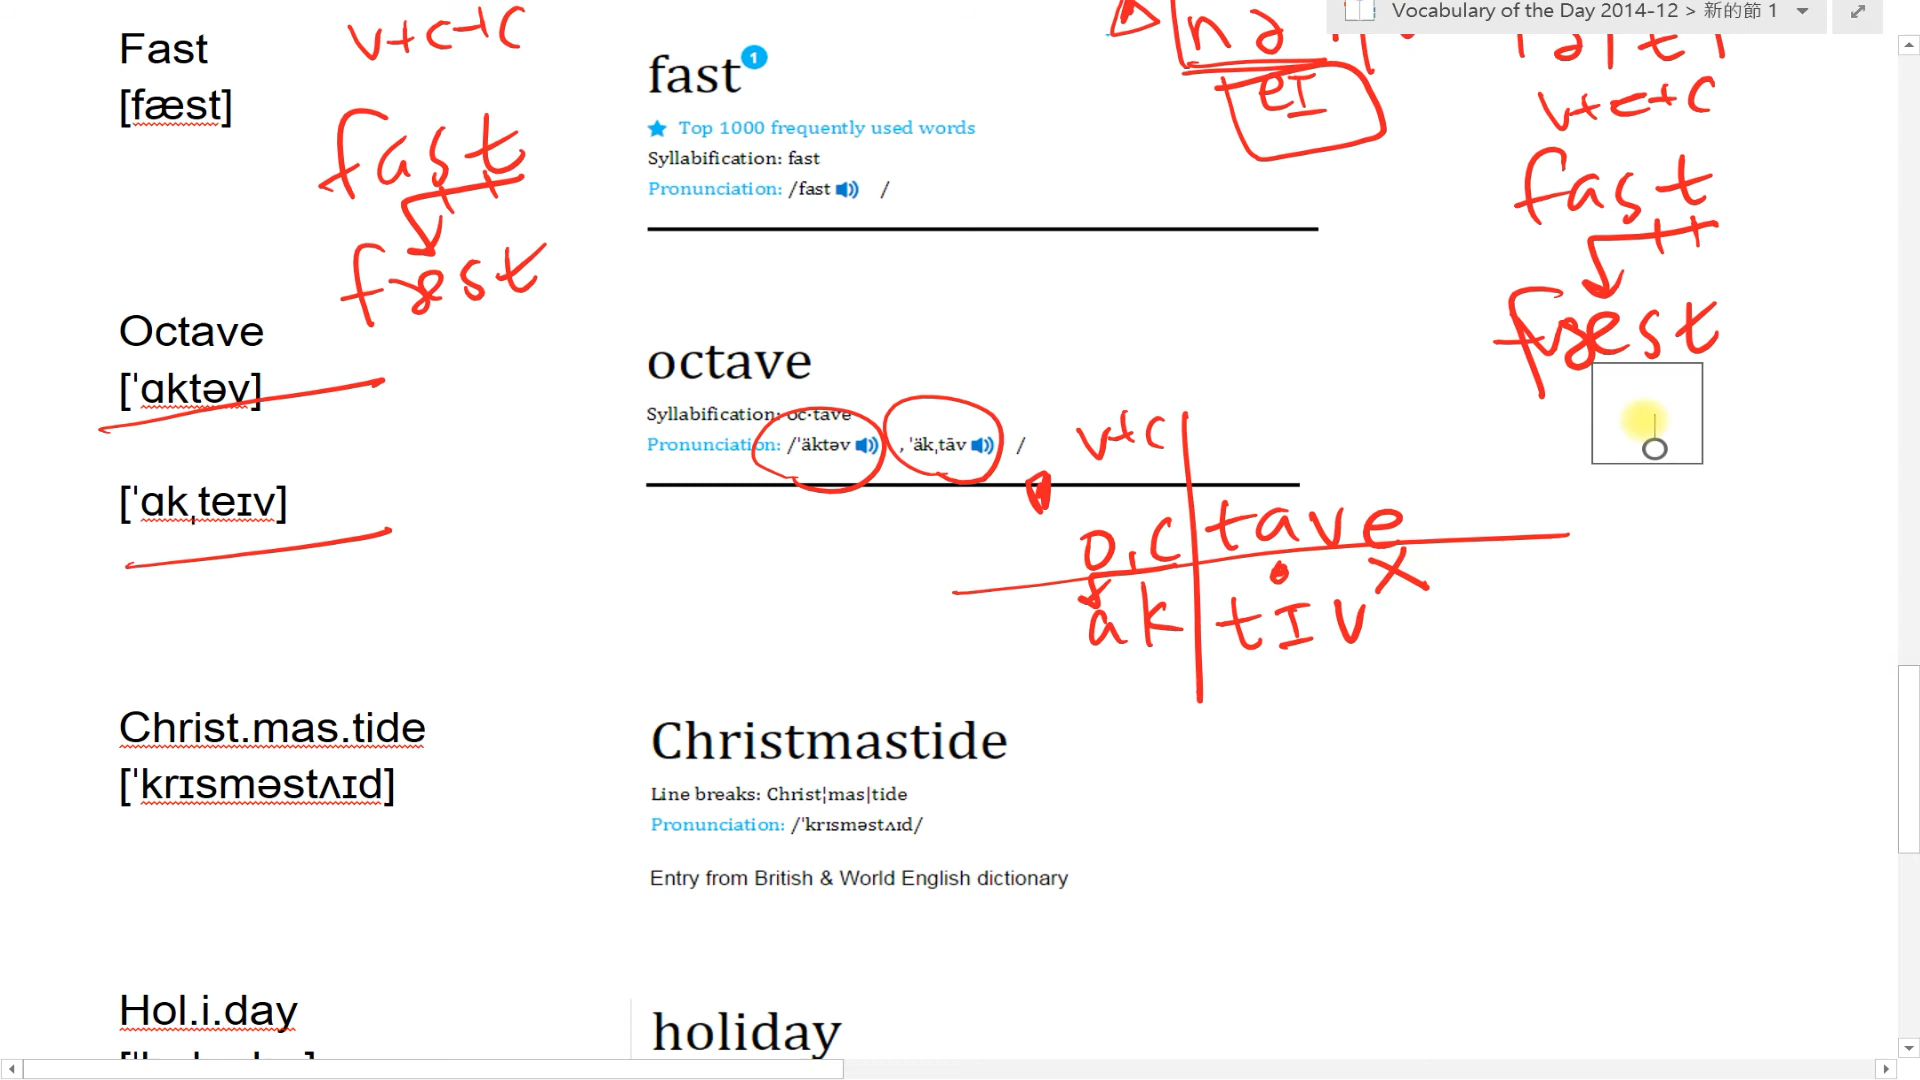 Vocabulary of the Day 2014-12 > 新的節 1
Fast
[fæst]
v+c+c
fast
fæst
fast 1
Top 1000 frequently used words
Syllabification: fast
Pronunciation: /fast /
eI
v+c+c
fast
fæst
Octave
[ˈɑktəv]
[ˈɑkˌteɪv]
octave
Syllabification: oc·tave
Pronunciation: /ˈäktəv , ˈäkˌtāv /
v+c
o,c tave
ak tIv
Christ.mas.tide
[ˈkrɪsməstʌɪd]
Christmastide
Line breaks: Christ¦mas|tide
Pronunciation: /ˈkrɪsməstʌɪd/
Entry from British & World English dictionary
Hol.i.day
holiday